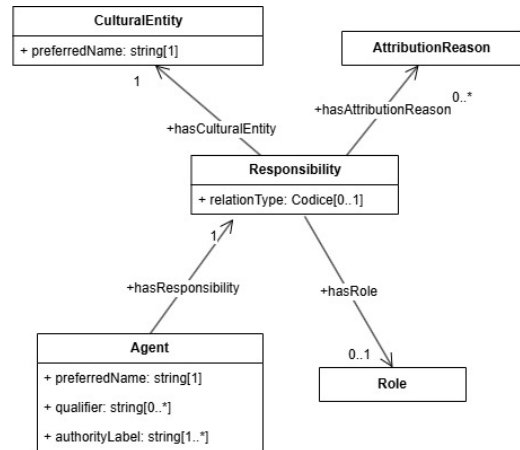 CulturalEntity
+ preferredName: string[1]
AttributionReason
1
0..*
+hasAttributionReason
+hasCulturalEntity
Responsibility
+ relationType: Codice[0..1]
1
+hasResponsibility
+hasRole
Agent
0..1
+ preferredName: string[1]
Role
+ qualifier: string[0..*]
+ authorityLabel: string[1..*]